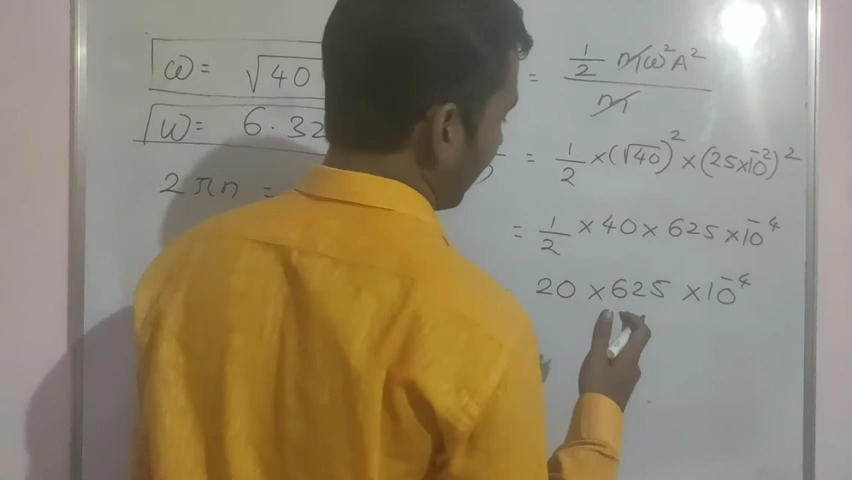 ω = √40
ω = 6.32
2πn =
= 1/2 mω²A² / m
= 1/2 × (√40)² × (25×10⁻²)²
= 1/2 × 40 × 625 × 10⁻⁴
20 × 625 × 10⁻⁴